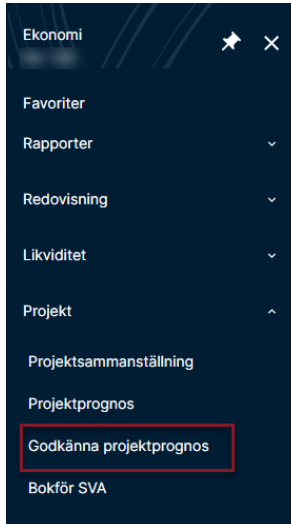 Ekonomi
Favoriter
Rapporter
Redovisning
Likviditet
Projekt
Projektsammanställning
Projektprognos
Godkänna projektprognos
Bokför SVA